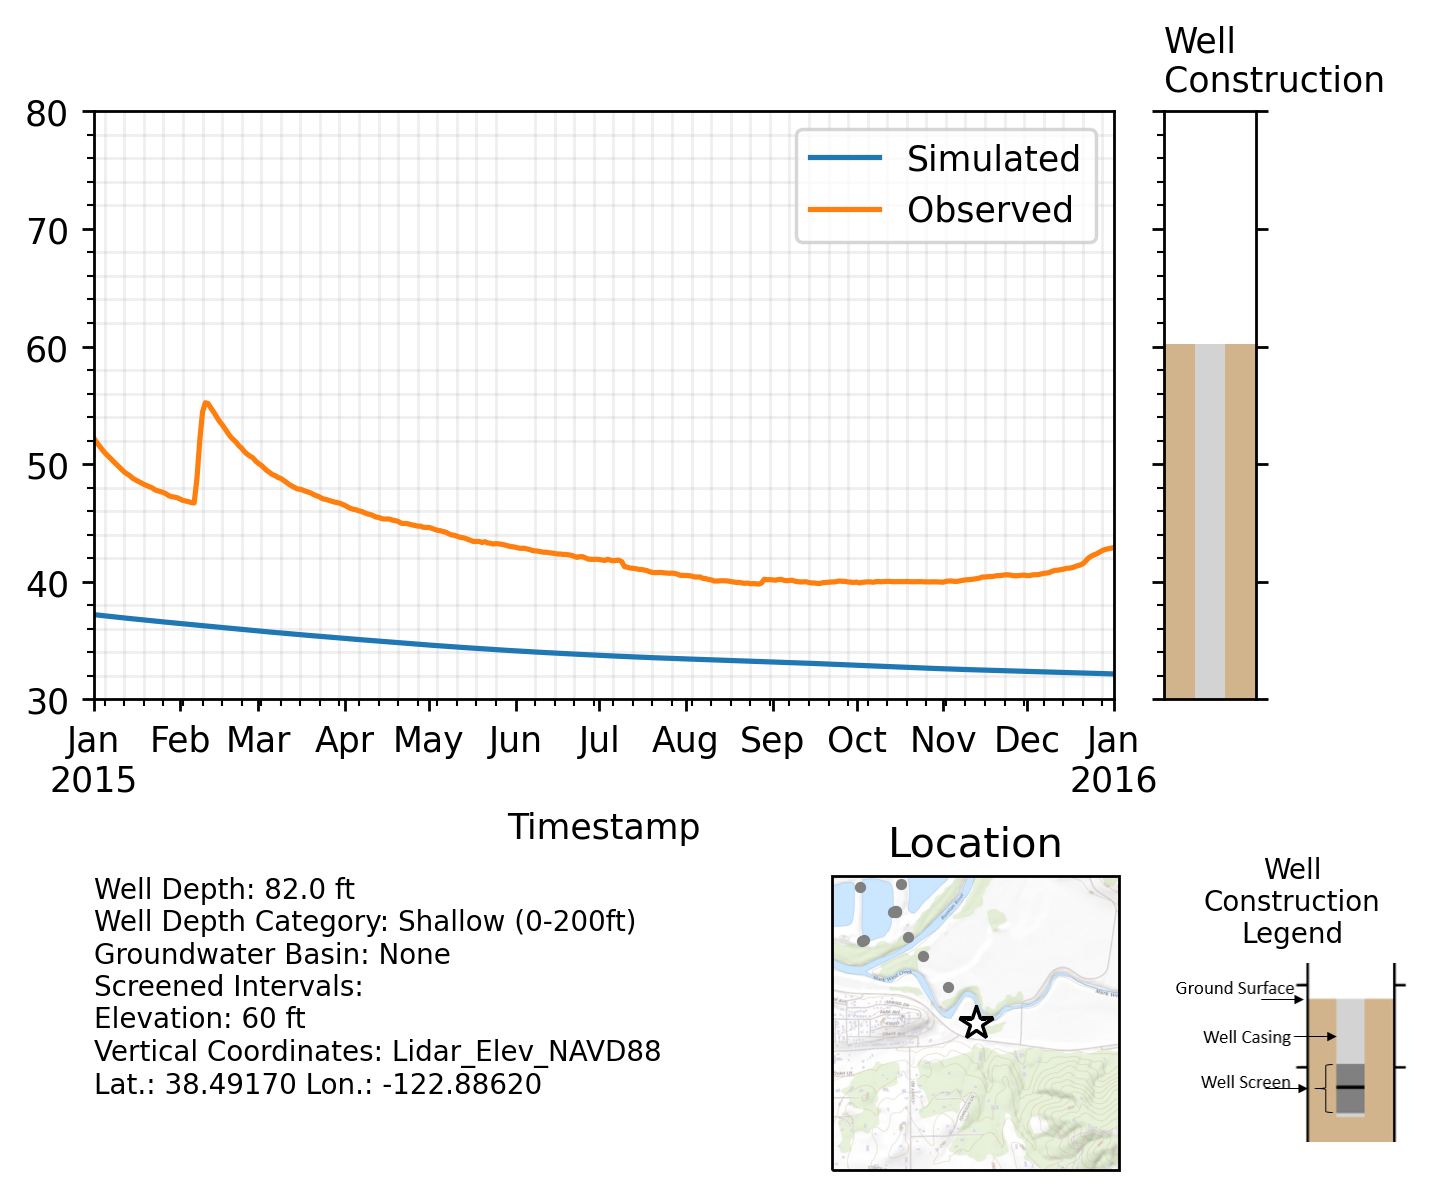 Well
Construction
80
70
60
50
40
30
Simulated
Observed
Jan Feb Mar Apr May Jun Jul Aug Sep Oct Nov Dec Jan
2015 2016
Timestamp
Well Depth: 82.0 ft
Well Depth Category: Shallow (0-200ft)
Groundwater Basin: None
Screened Intervals:
Elevation: 60 ft
Vertical Coordinates: Lidar_Elev_NAVD88
Lat.: 38.49170 Lon.: -122.88620
Location
Well
Construction
Legend
Ground Surface
Well Casing
Well Screen